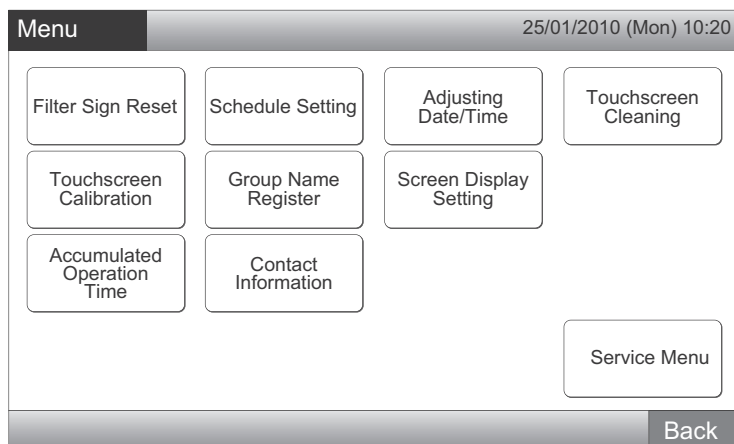 Menu
25/01/2010 (Mon) 10:20
Filter Sign Reset
Schedule Setting
Adjusting
Date/Time
Touchscreen
Cleaning
Touchscreen
Calibration
Group Name
Register
Screen Display
Setting
Accumulated
Operation
Time
Contact
Information
Service Menu
Back